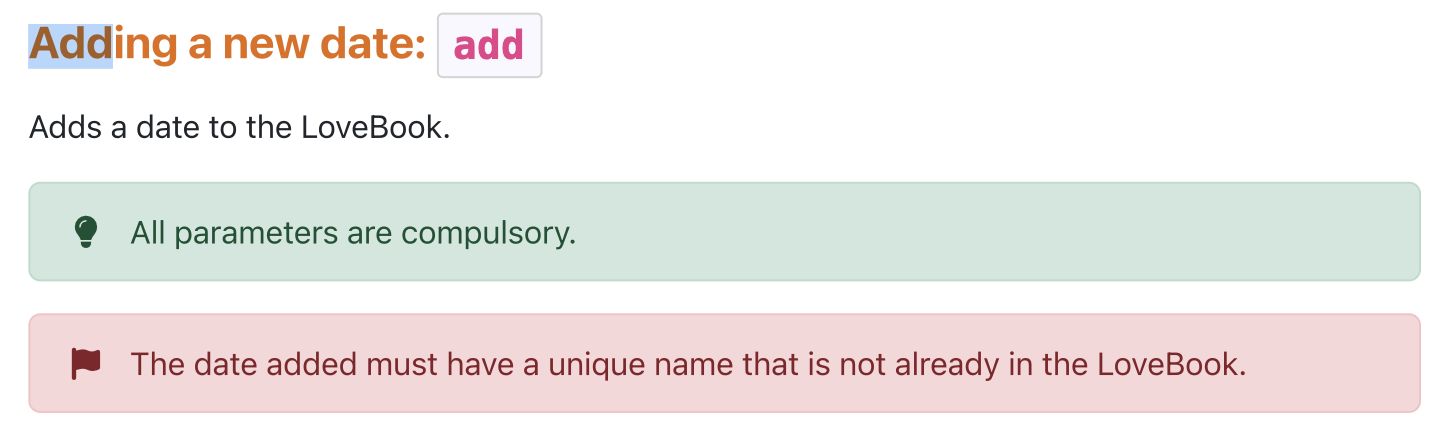 Adding a new date: add
Adds a date to the LoveBook.
All parameters are compulsory.
The date added must have a unique name that is not already in the LoveBook.